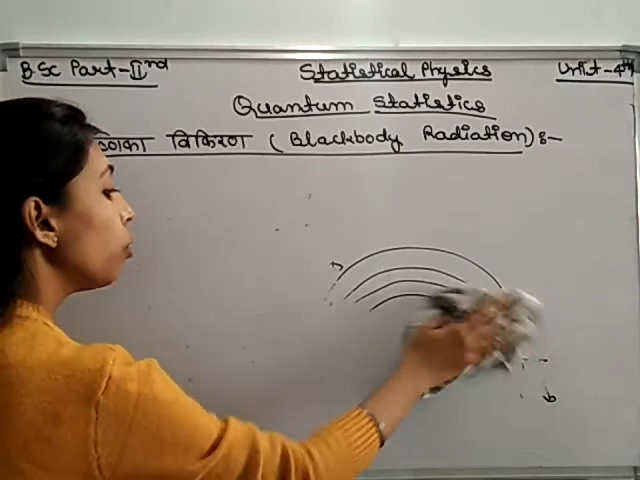 B.Sc Part-IInd Statistical Physics Unit-4th
Quantum Statistics
विकिरण (Blackbody Radiation):-
b